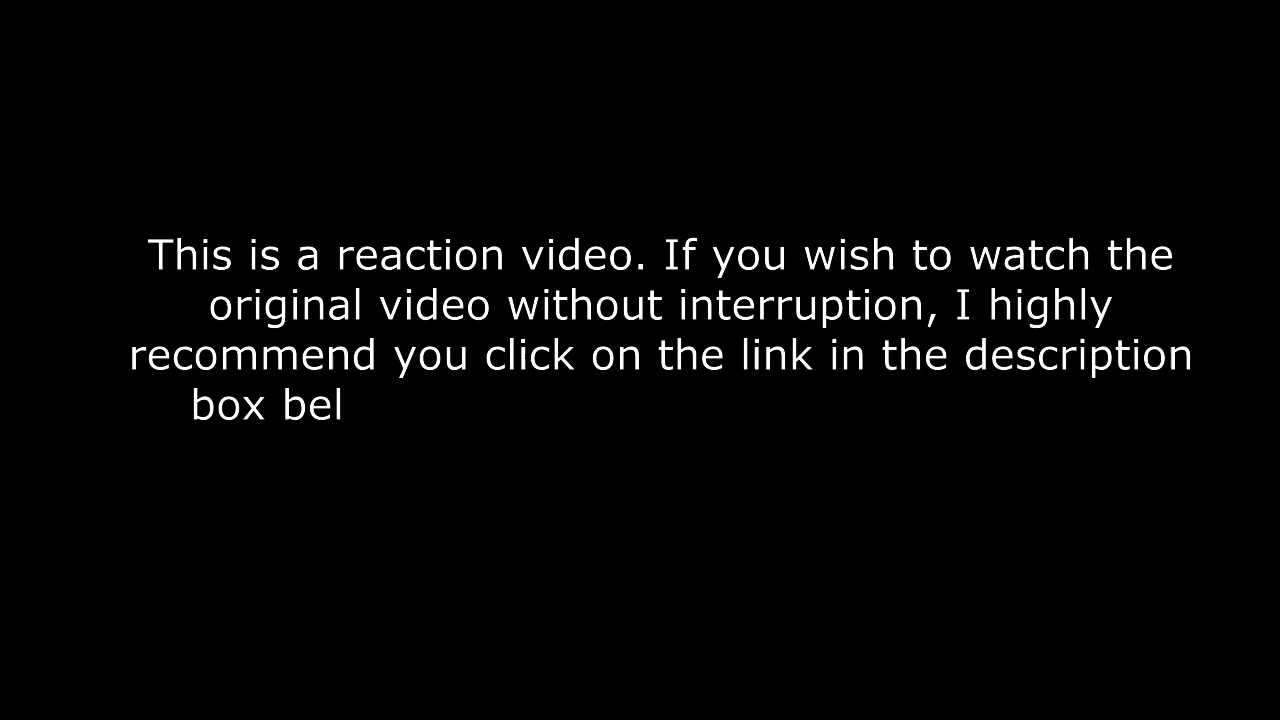 This is a reaction video. If you wish to watch the
original video without interruption, I highly
recommend you click on the link in the description
box bel